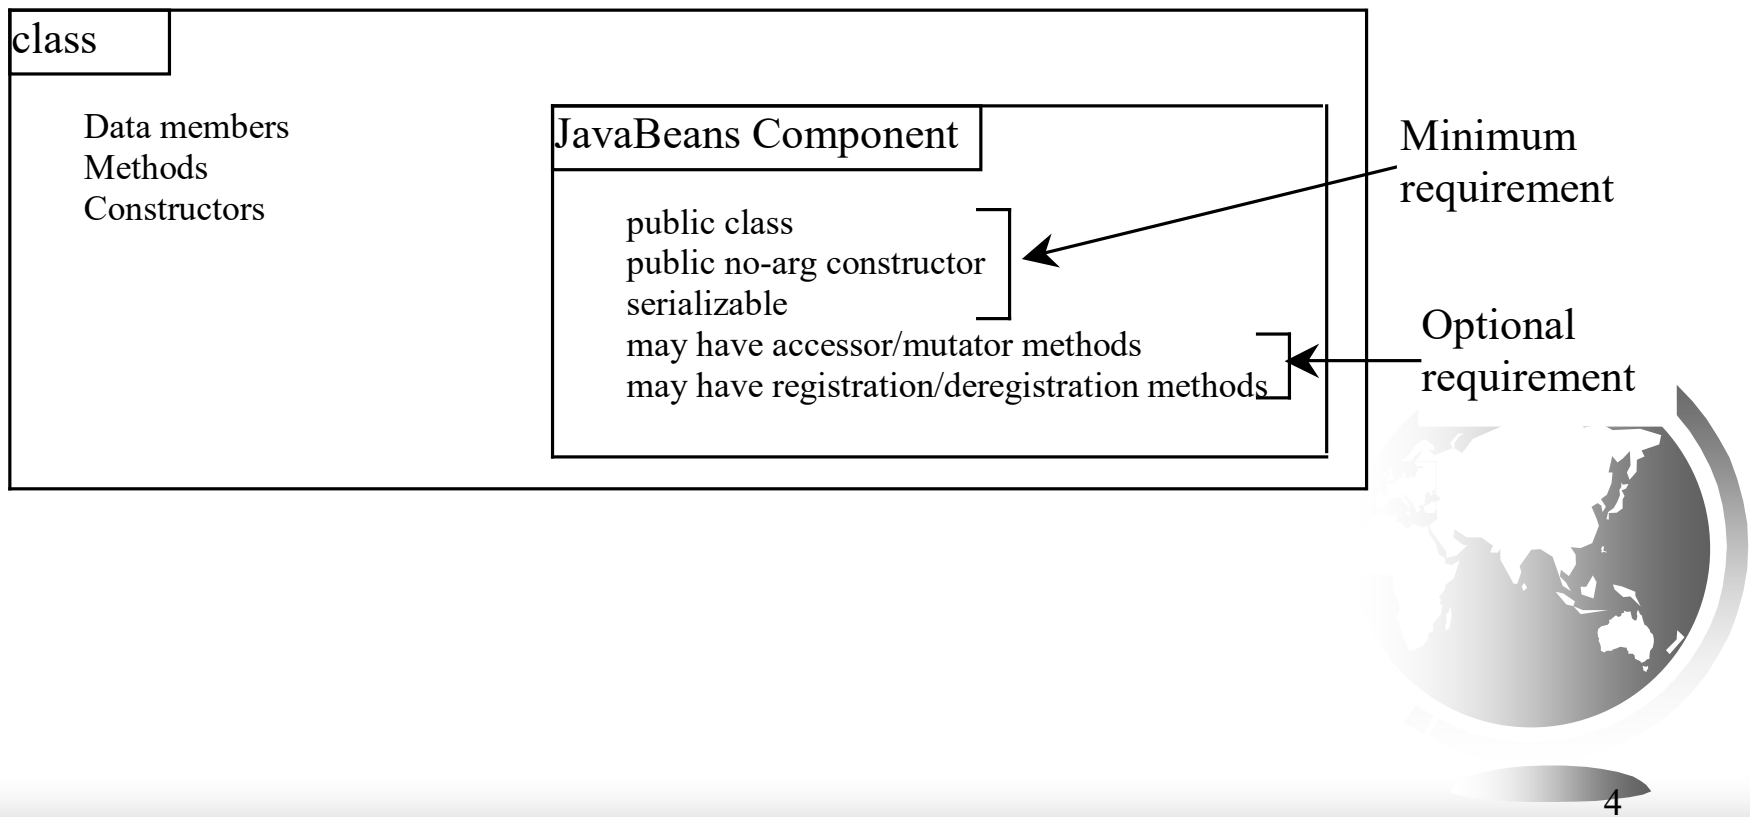 class
Data members
Methods
Constructors
JavaBeans Component
public class
public no-arg constructor
serializable
may have accessor/mutator methods
may have registration/deregistration methods
Minimum
requirement
Optional
requirement
4